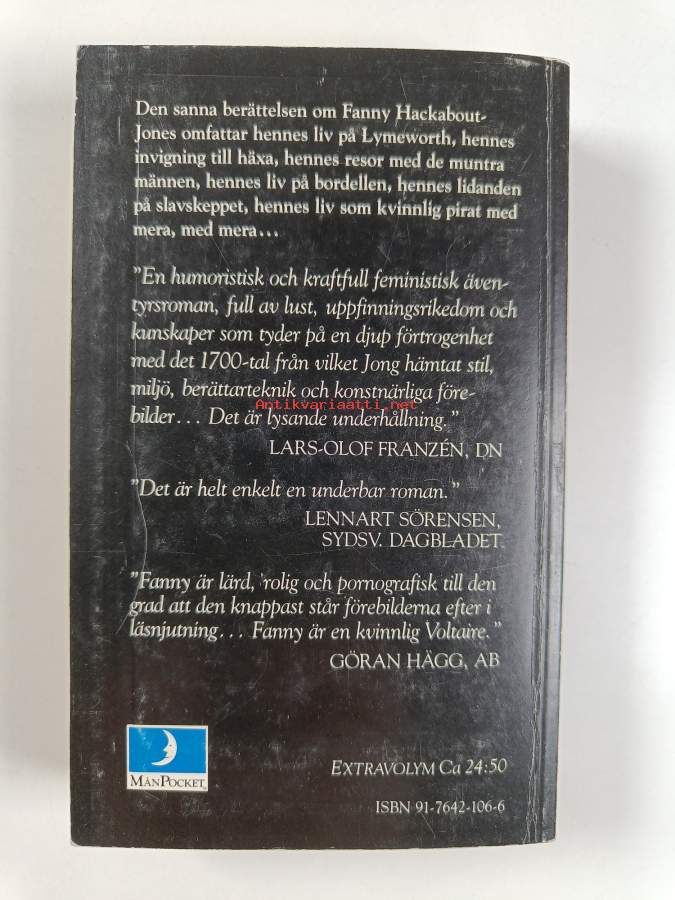 Den sanna berättelsen om Fanny Hackabout-
Jones omfattar hennes liv på Lymeworth, hennes
invigning till häxa, hennes resor med de muntra
männen, hennes liv på bordellen, hennes lidanden
på slavskeppet, hennes liv som kvinnlig pirat med
mera, med mera...
"En humoristisk och kraftfull feministisk även-
tyrsroman, full av lust, uppfinningsrikedom och
kunskaper som tyder på en djup förtrogenhet
med det 1700-tal från vilket Jong hämtat stil,
miljö, berättarteknik och konstnärliga före-
Antikvariaatti.net
bilder... Det är lysande underhållning."
LARS-OLOF FRANZÉN, DN
"Det är helt enkelt en underbar roman."
LENNART SÖRENSEN,
SYDSV. DAGBLADET
"Fanny är lärd, rolig och pornografisk till den
grad att den knappast står förebilderna efter i
läsnjutning... Fanny är en kvinnlig Voltaire."
GÖRAN HÄGG, AB
MÅNPOCKET
EXTRAVOLYM CA 24:50
ISBN 91-7642-106-6